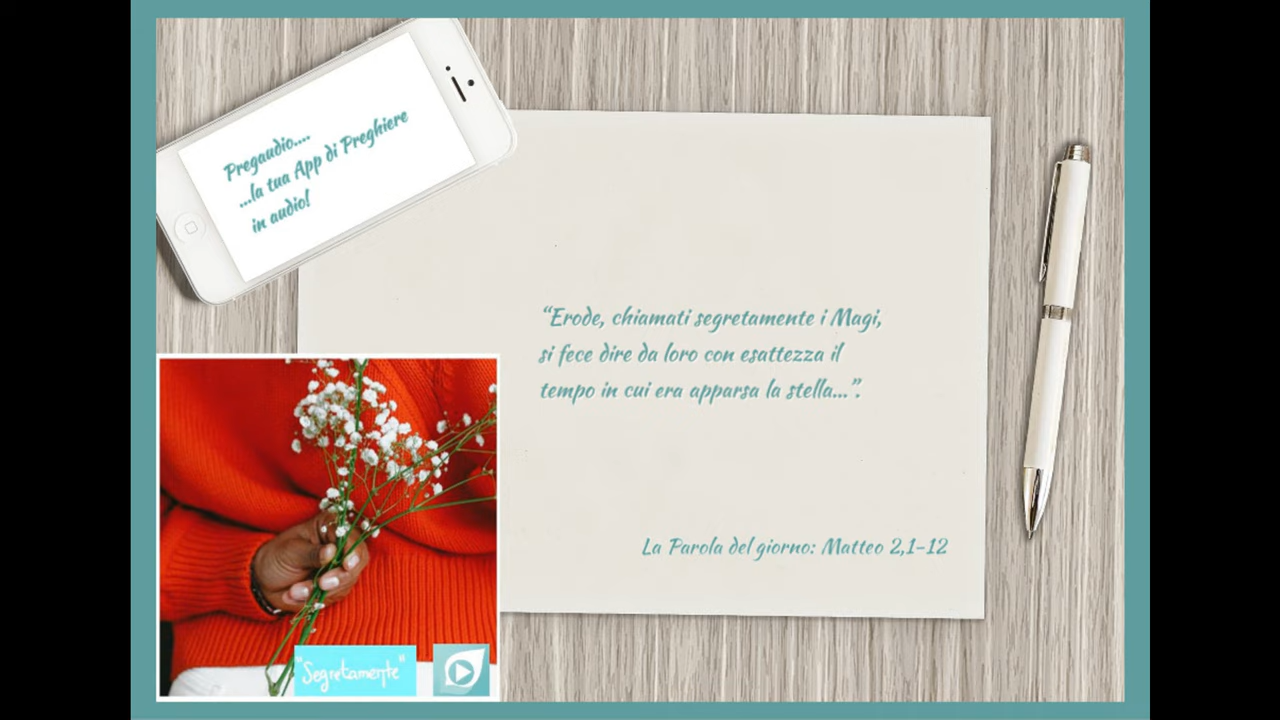 Pregaudio....
...la tua App di Preghiere
in audio!
“Erode, chiamati segretamente i Magi,
si fece dire da loro con esattezza il
tempo in cui era apparsa la stella...”.
La Parola del giorno: Matteo 2,1-12
"Segretamente"